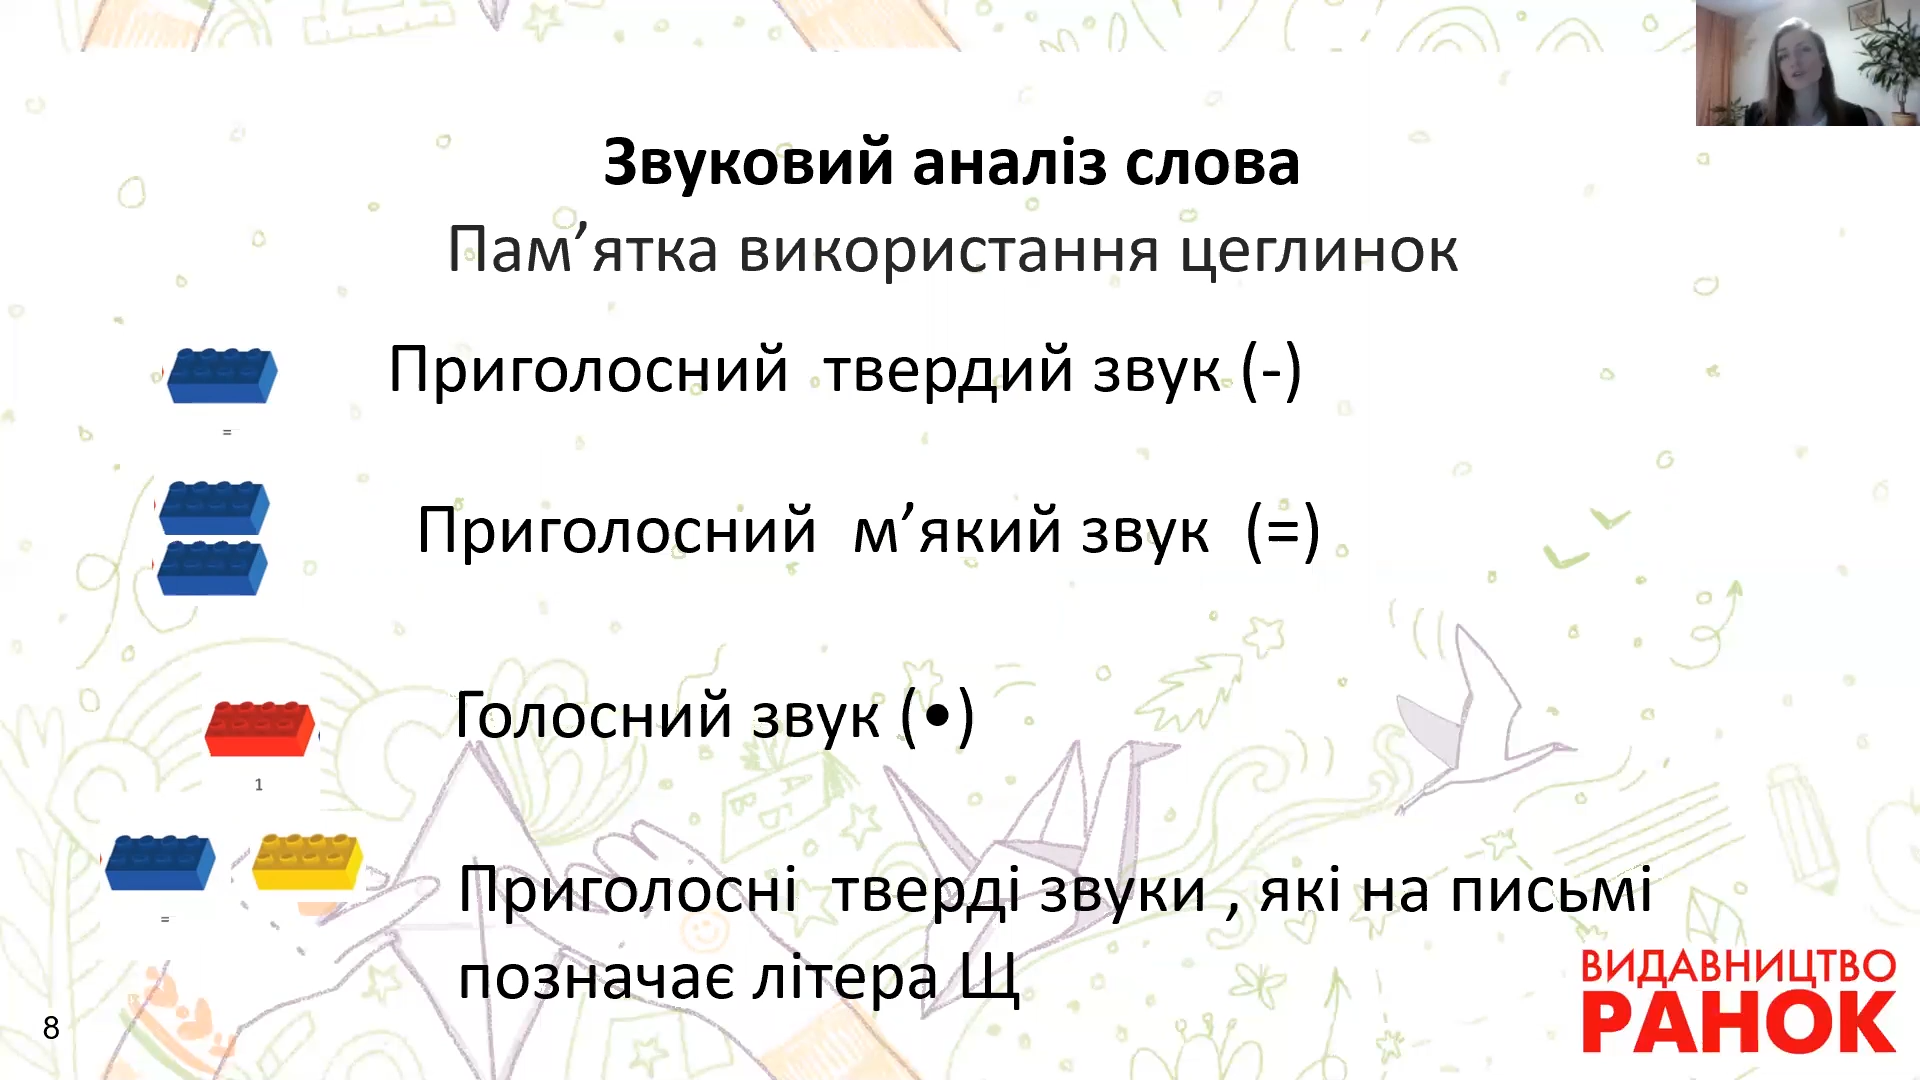 Звуковий аналіз слова
Пам’ятка використання цеглинок
Приголосний твердий звук (-)
=
Приголосний м’який звук (=)
Голосний звук (•)
1
Приголосні тверді звуки , які на письмі
позначає літера Щ
=
ВИДАВНИЦТВО
РАНОК
8